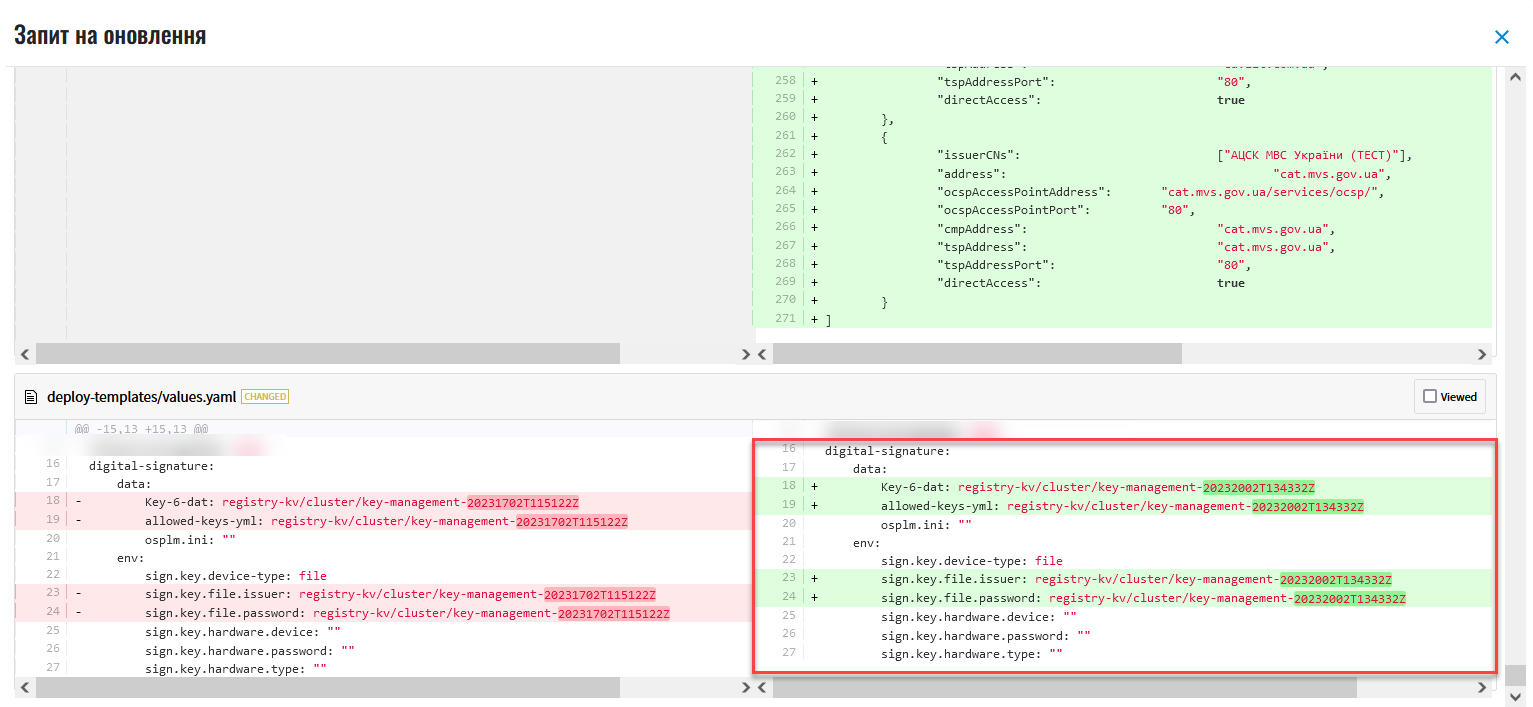 Запит на оновлення
258 + "tspAddressPort": "80",
259 + "directAccess": true
260 + },
261 + {
262 + "issuerCNs": ["АЦСК МВС України (ТЕСТ)"],
263 + "address": "cat.mvs.gov.ua",
264 + "ocspAccessPointAddress": "cat.mvs.gov.ua/services/ocsp/",
265 + "ocspAccessPointPort": "80",
266 + "cmpAddress": "cat.mvs.gov.ua",
267 + "tspAddress": "cat.mvs.gov.ua",
268 + "tspAddressPort": "80",
269 + "directAccess": true
270 + }
271 + ]
deploy-templates/values.yaml CHANGED
Viewed
@@ -15,13 +15,13 @@
16 digital-signature:
17 data:
18 - Key-6-dat: registry-kv/cluster/key-management-20231702T115122Z
19 - allowed-keys-yml: registry-kv/cluster/key-management-20231702T115122Z
20 osplm.ini: ""
21 env:
22 sign.key.device-type: file
23 - sign.key.file.issuer: registry-kv/cluster/key-management-20231702T115122Z
24 - sign.key.file.password: registry-kv/cluster/key-management-20231702T115122Z
25 sign.key.hardware.device: ""
26 sign.key.hardware.password: ""
27 sign.key.hardware.type: ""
16 digital-signature:
17 data:
18 + Key-6-dat: registry-kv/cluster/key-management-20232002T134332Z
19 + allowed-keys-yml: registry-kv/cluster/key-management-20232002T134332Z
20 osplm.ini: ""
21 env:
22 sign.key.device-type: file
23 + sign.key.file.issuer: registry-kv/cluster/key-management-20232002T134332Z
24 + sign.key.file.password: registry-kv/cluster/key-management-20232002T134332Z
25 sign.key.hardware.device: ""
26 sign.key.hardware.password: ""
27 sign.key.hardware.type: ""